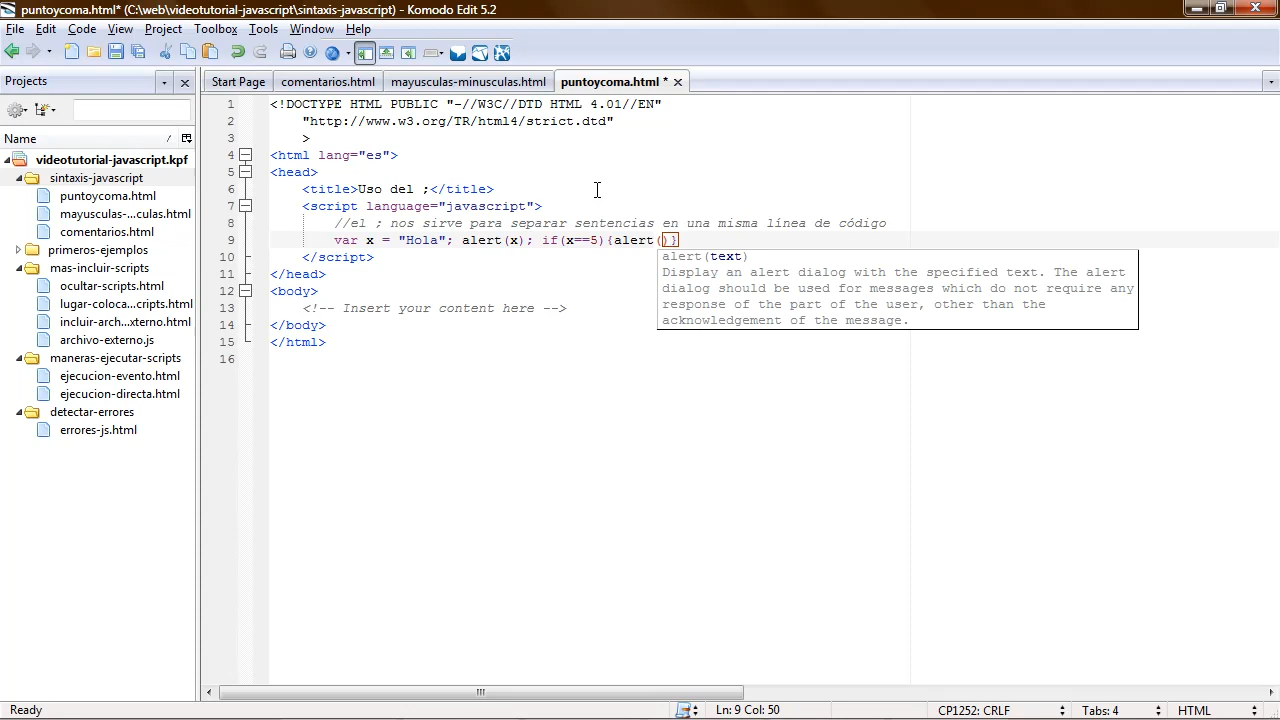 puntoycoma.html* (C:\web\videotutorial-javascript\sintaxis-javascript) - Komodo Edit 5.2
File Edit Code View Project Toolbox Tools Window Help
Projects
Start Page comentarios.html mayusculas-minusculas.html puntoycoma.html *
Name
videotutorial-javascript.kpf
sintaxis-javascript
puntoycoma.html
mayusculas-...culas.html
comentarios.html
primeros-ejemplos
mas-incluir-scripts
ocultar-scripts.html
lugar-coloca...cripts.html
incluir-arch...xterno.html
archivo-externo.js
maneras-ejecutar-scripts
ejecucion-evento.html
ejecucion-directa.html
detectar-errores
errores-js.html
1 <!DOCTYPE HTML PUBLIC "-//W3C//DTD HTML 4.01//EN"
2 "http://www.w3.org/TR/html4/strict.dtd"
3 >
4 <html lang="es">
5 <head>
6 <title>Uso del ;</title>
7 <script language="javascript">
8 //el ; nos sirve para separar sentencias en una misma línea de código
9 var x = "Hola"; alert(x); if(x==5){alert()}
10 </script>
11 </head>
12 <body>
13 <!-- Insert your content here -->
14 </body>
15 </html>
16
alert(text)
Display an alert dialog with the specified text. The alert
dialog should be used for messages which do not require any
response of the part of the user, other than the
acknowledgement of the message.
Ready Ln: 9 Col: 50 CP1252: CRLF Tabs: 4 HTML